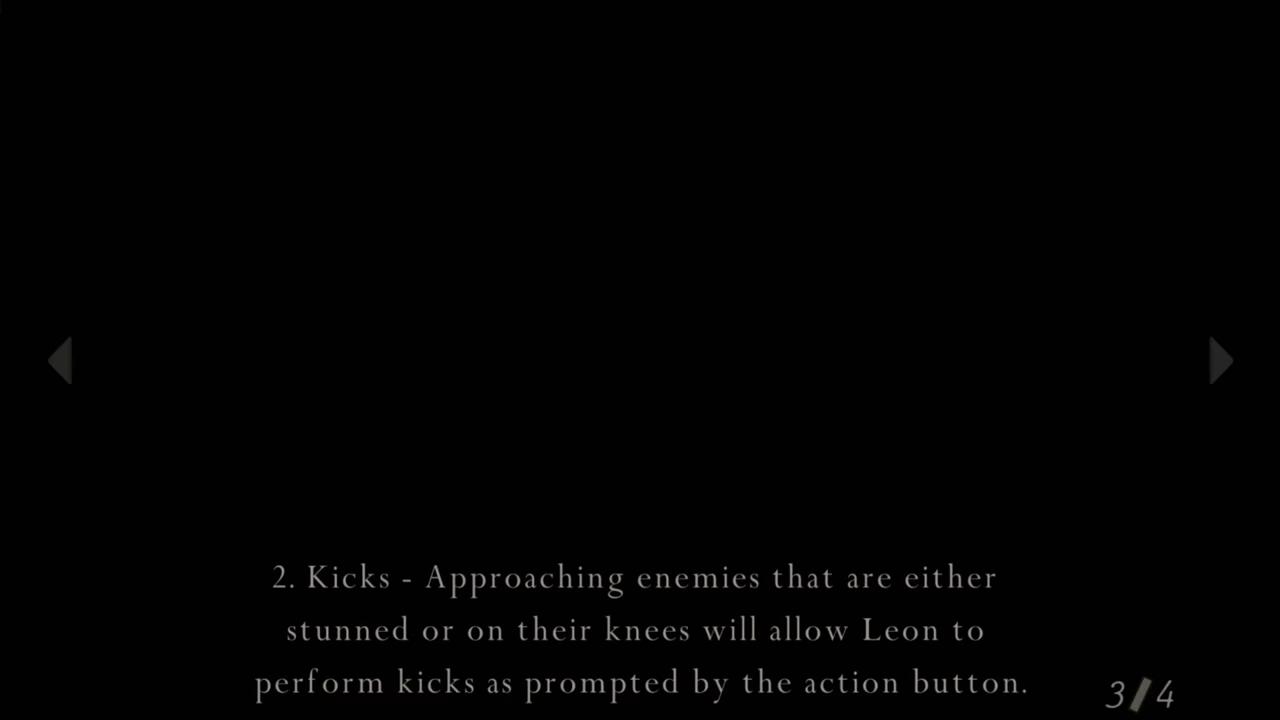 2. Kicks - Approaching enemies that are either
stunned or on their knees will allow Leon to
perform kicks as prompted by the action button.
3/4